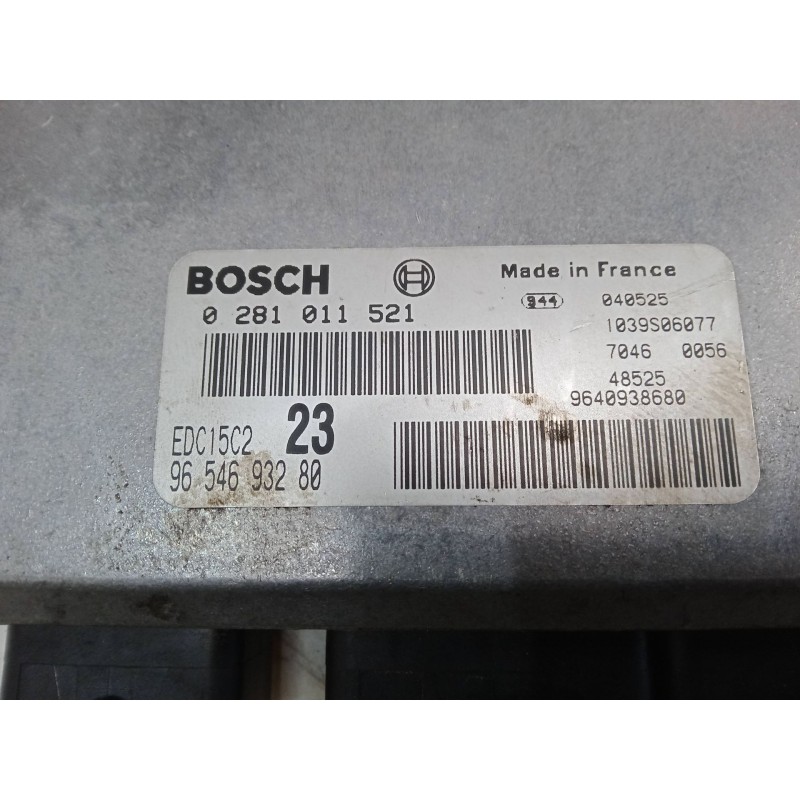 BOSCH
Made in France
0 281 011 521
944
040525
1039S06077
7046 0056
48525
9640938680
EDC15C2
23
96 546 932 80